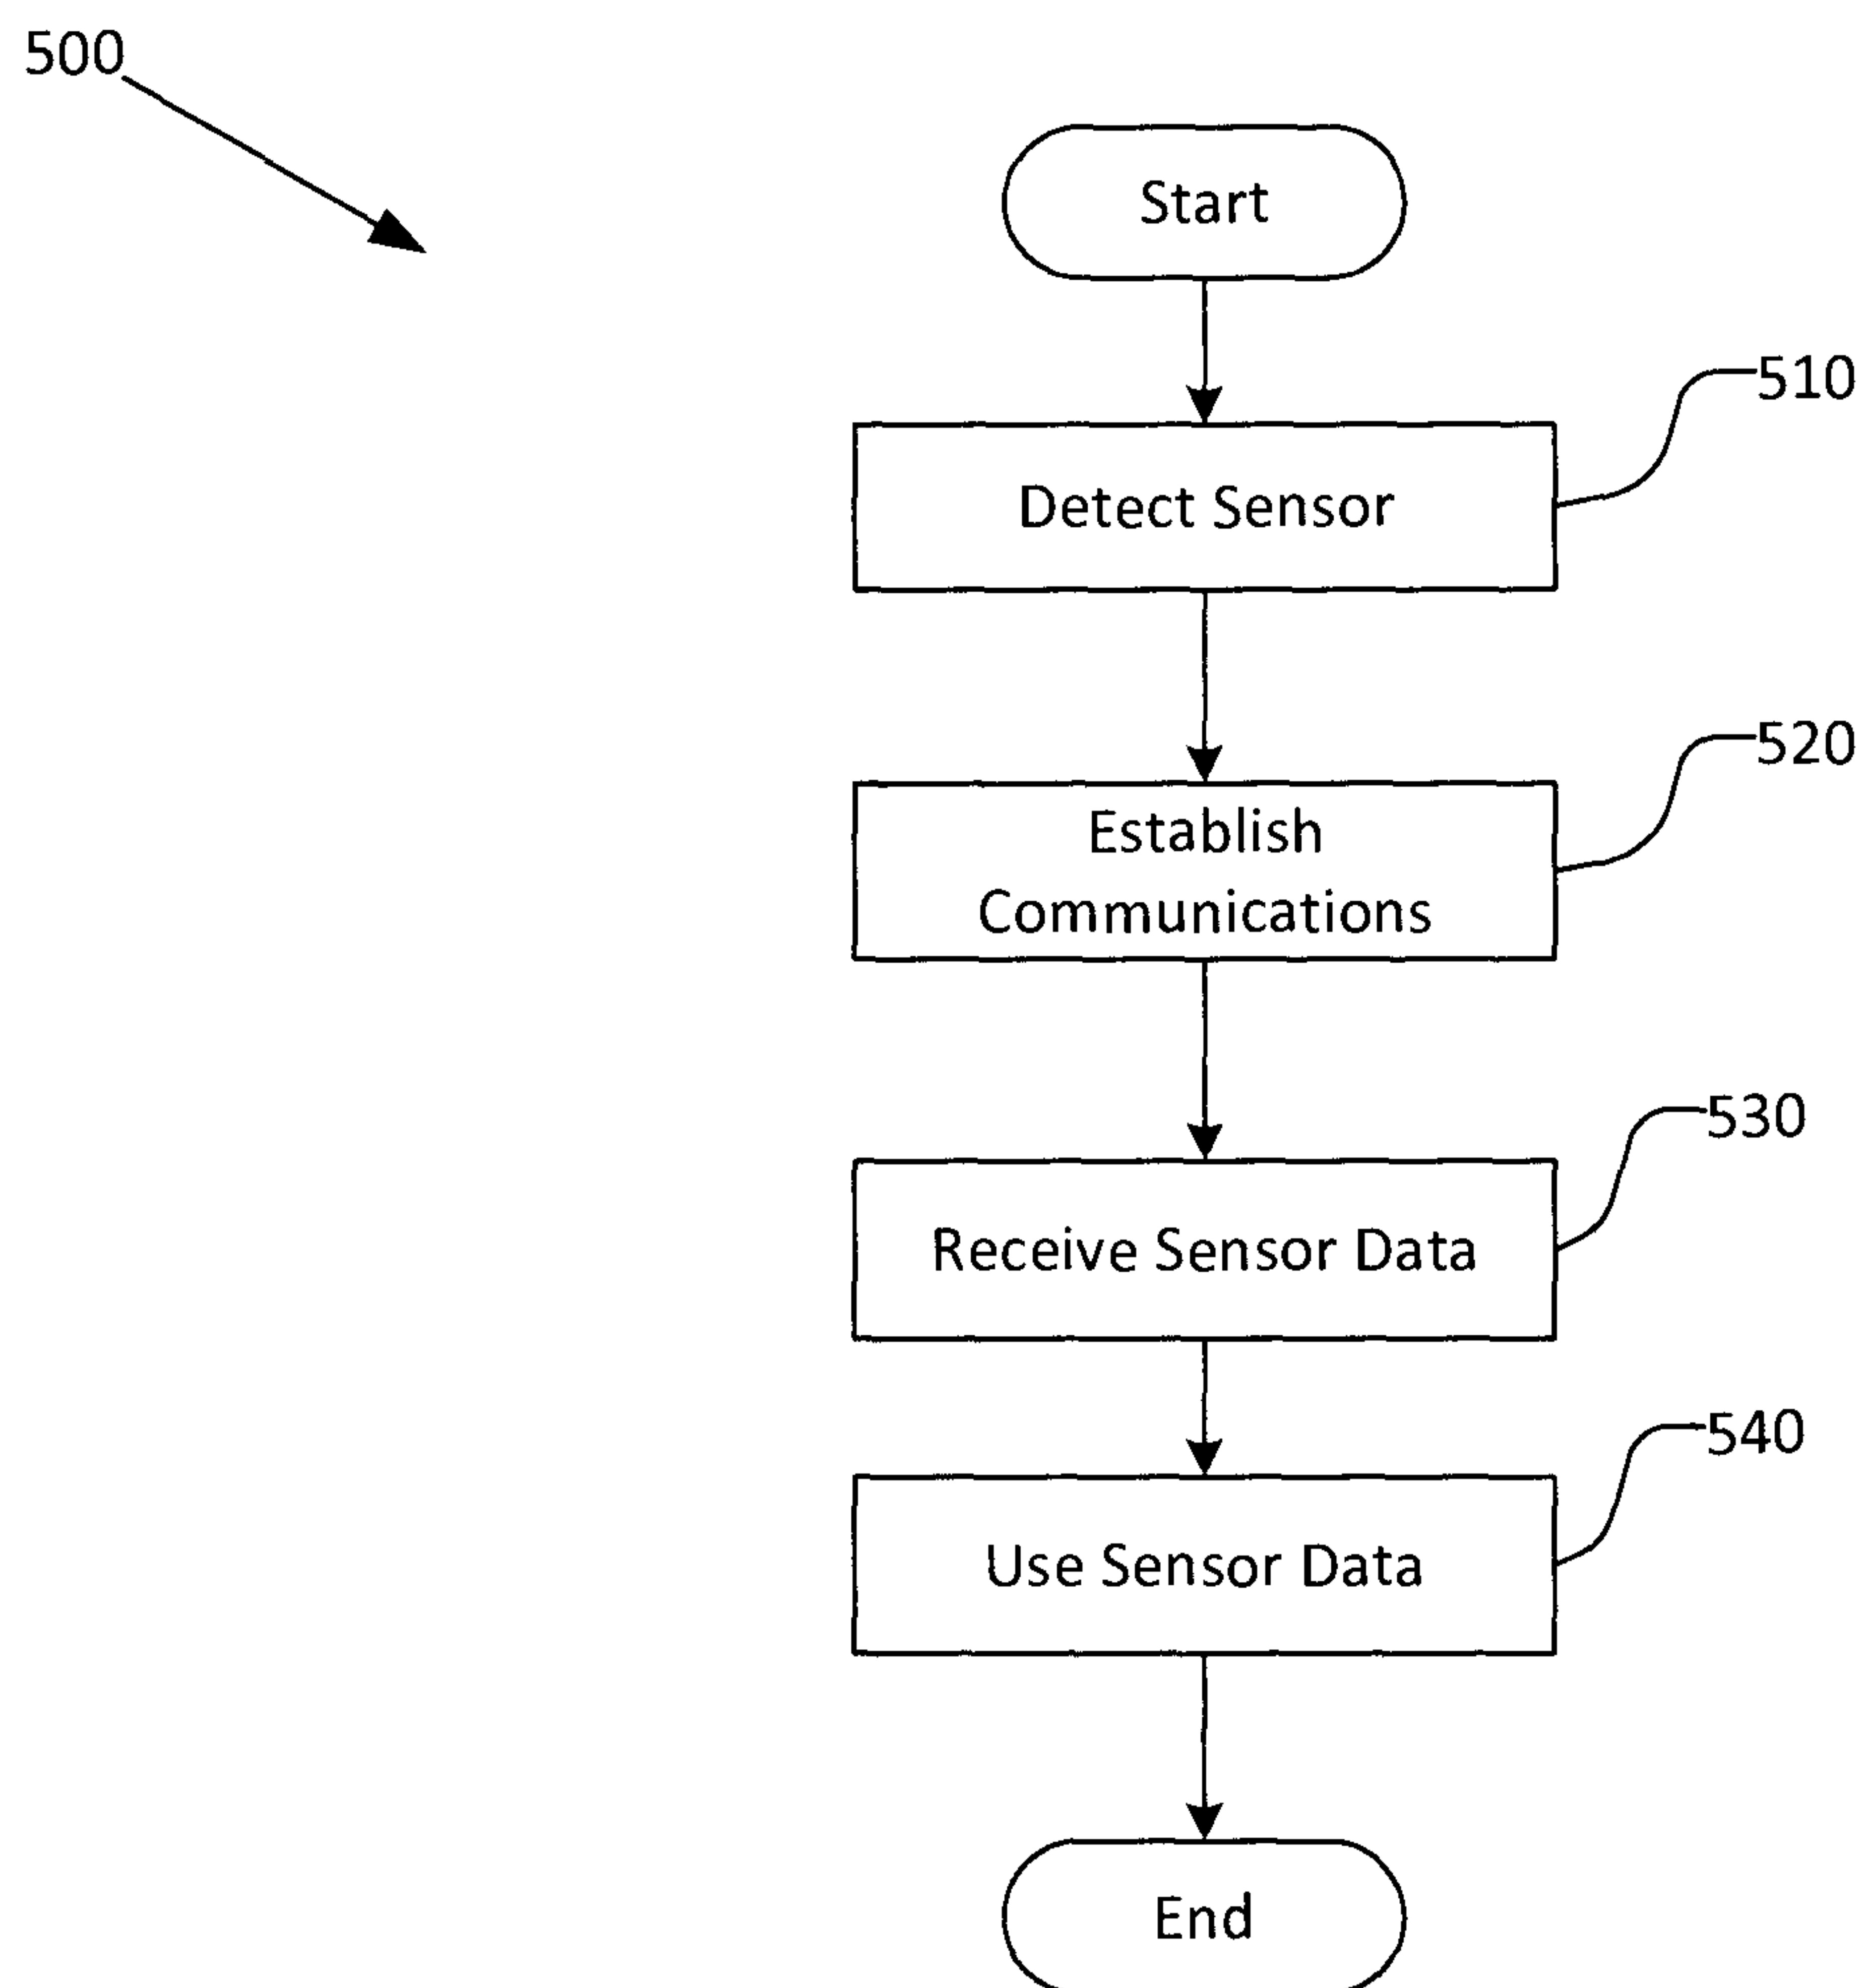 500
Start
510
Detect Sensor
520
Establish
Communications
530
Receive Sensor Data
540
Use Sensor Data
End